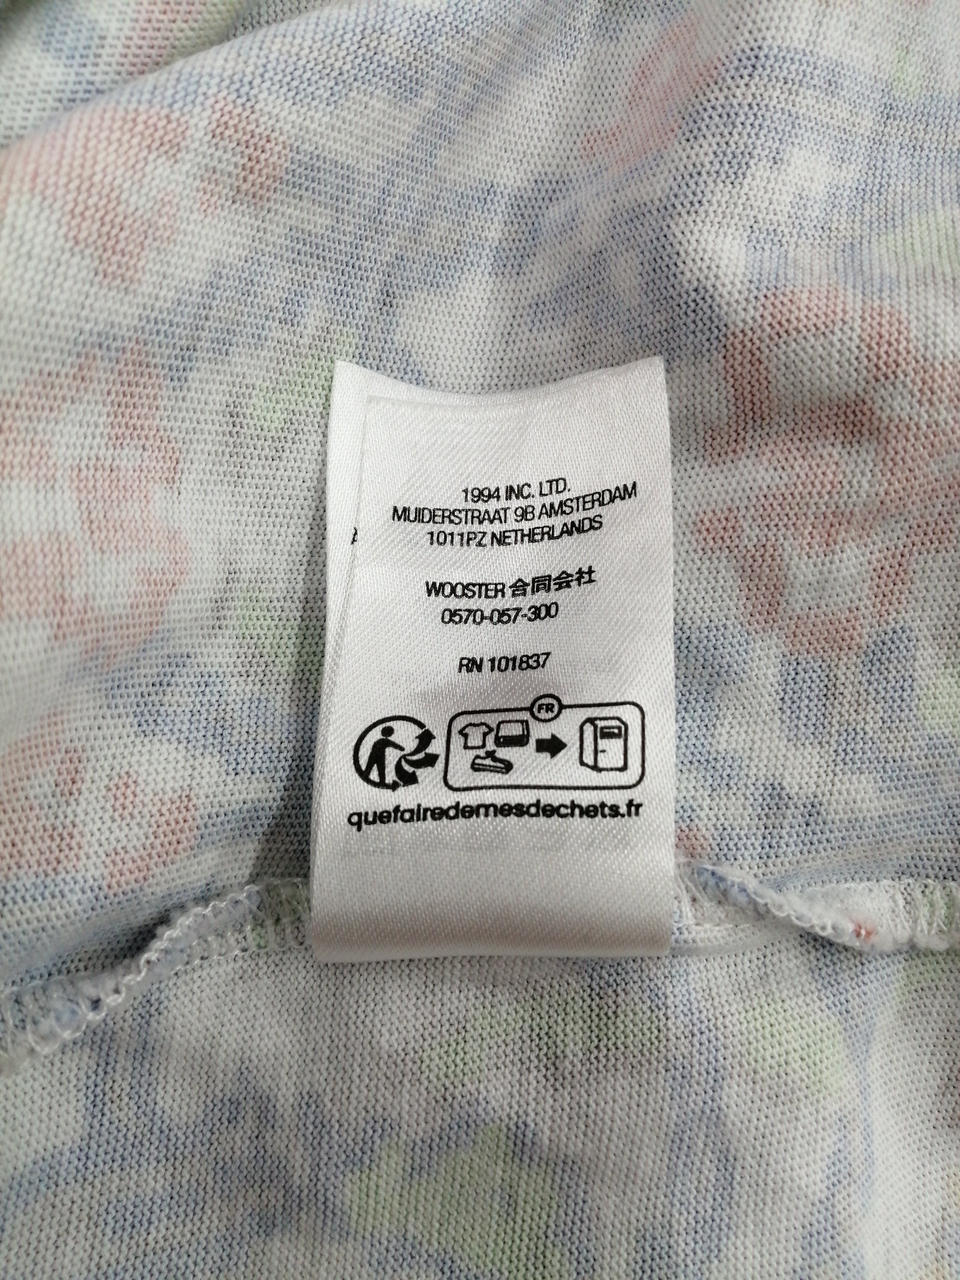 1994 INC. LTD.
MUIDERSTRAAT 9B AMSTERDAM
1011PZ NETHERLANDS
WOOSTER 合同会社
0570-057-300
RN 101837
FR
quefairedemesdechets.fr